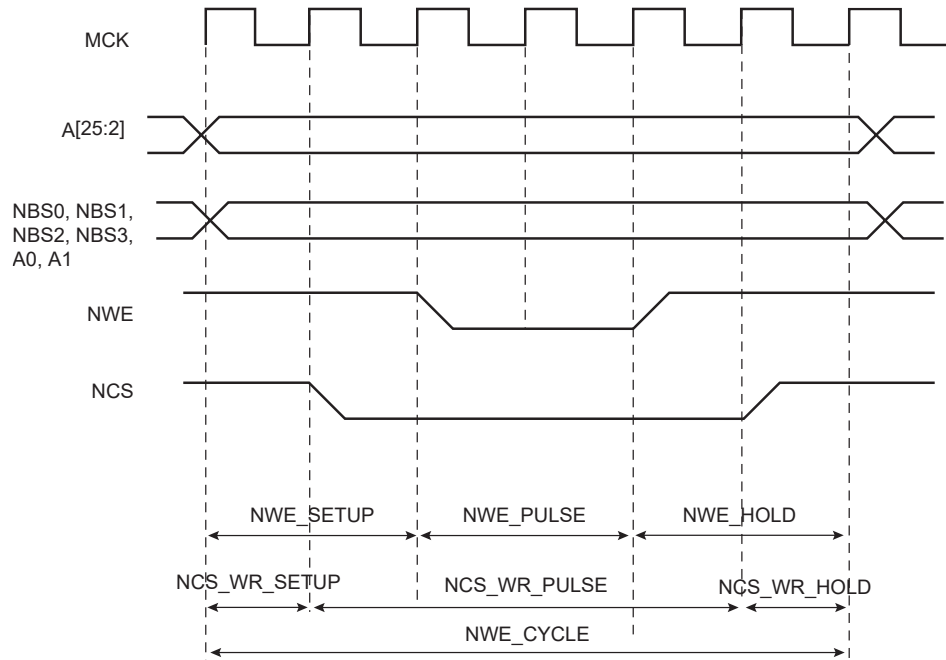 MCK
A[25:2]
NBS0, NBS1,
NBS2, NBS3,
A0, A1
NWE
NCS
NWE_SETUP
NWE_PULSE
NWE_HOLD
NCS_WR_SETUP
NCS_WR_PULSE
NCS_WR_HOLD
NWE_CYCLE